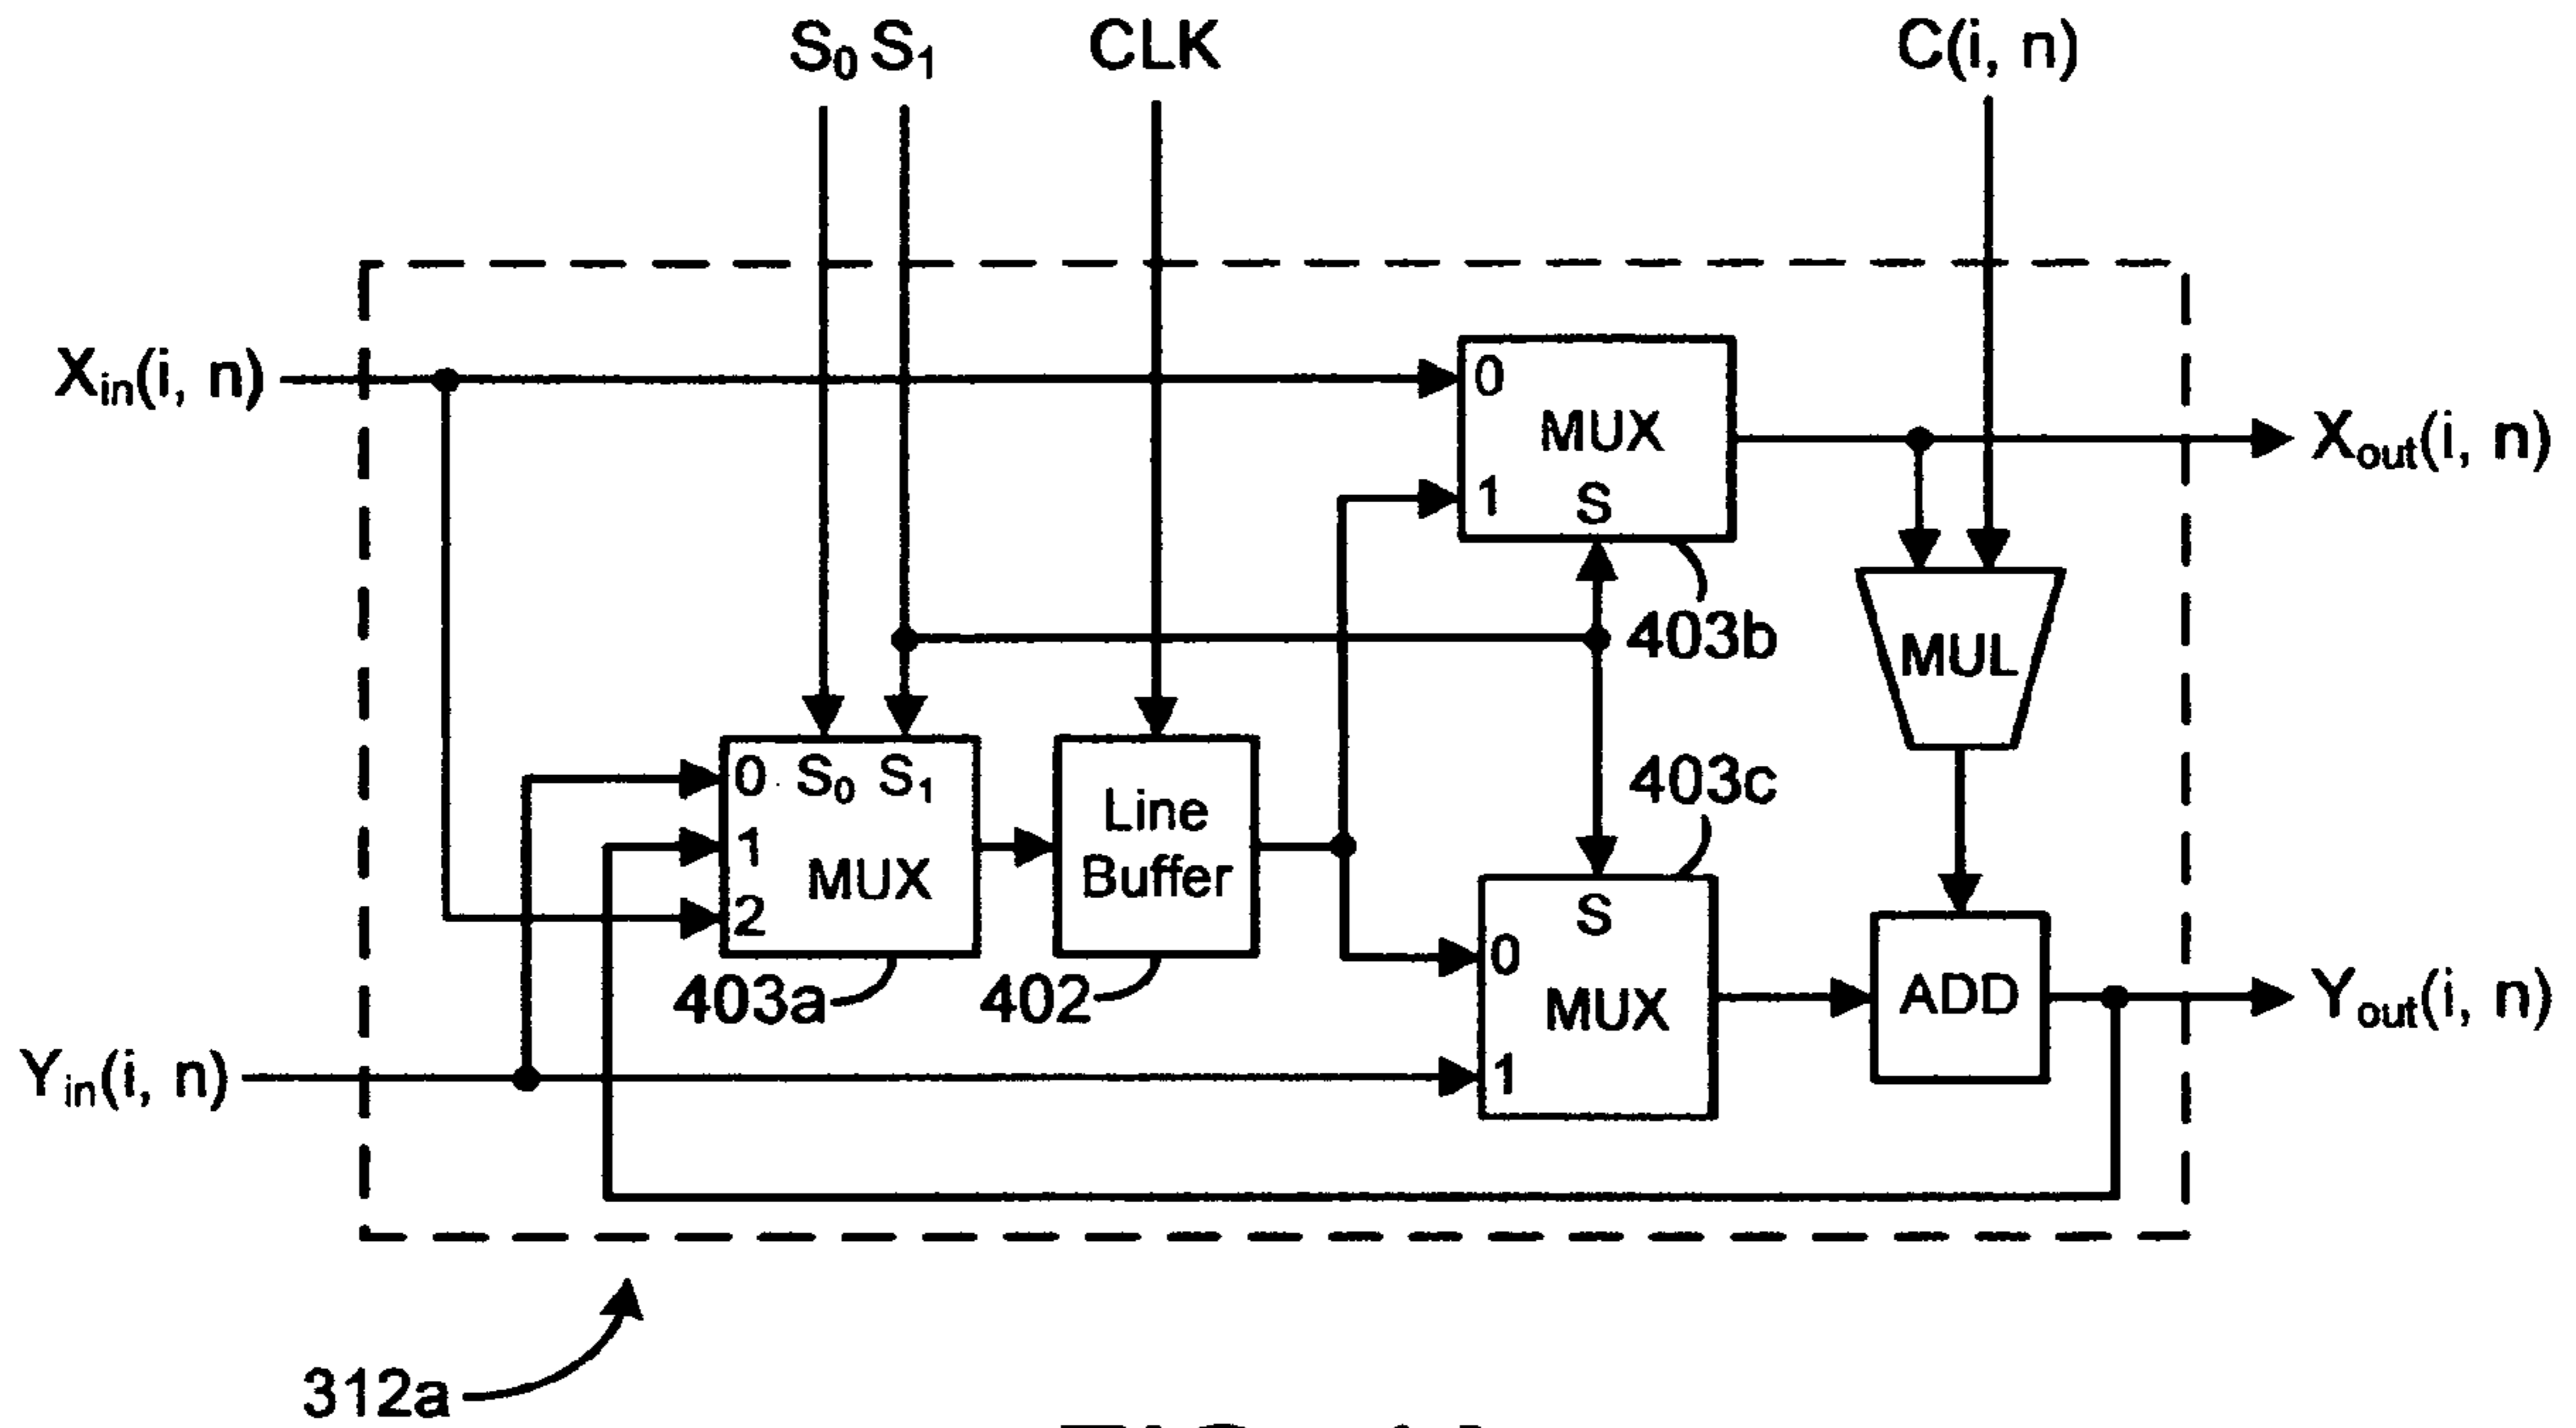 S₀ S₁ CLK C(i, n)
Xin(i, n)
0
MUX
1 S
Xout(i, n)
403b
MUL
0 S₀ S₁
1
MUX
2
Line
Buffer
403c
S
0
MUX
1
ADD
403a
402
Yin(i, n)
Yout(i, n)
312a